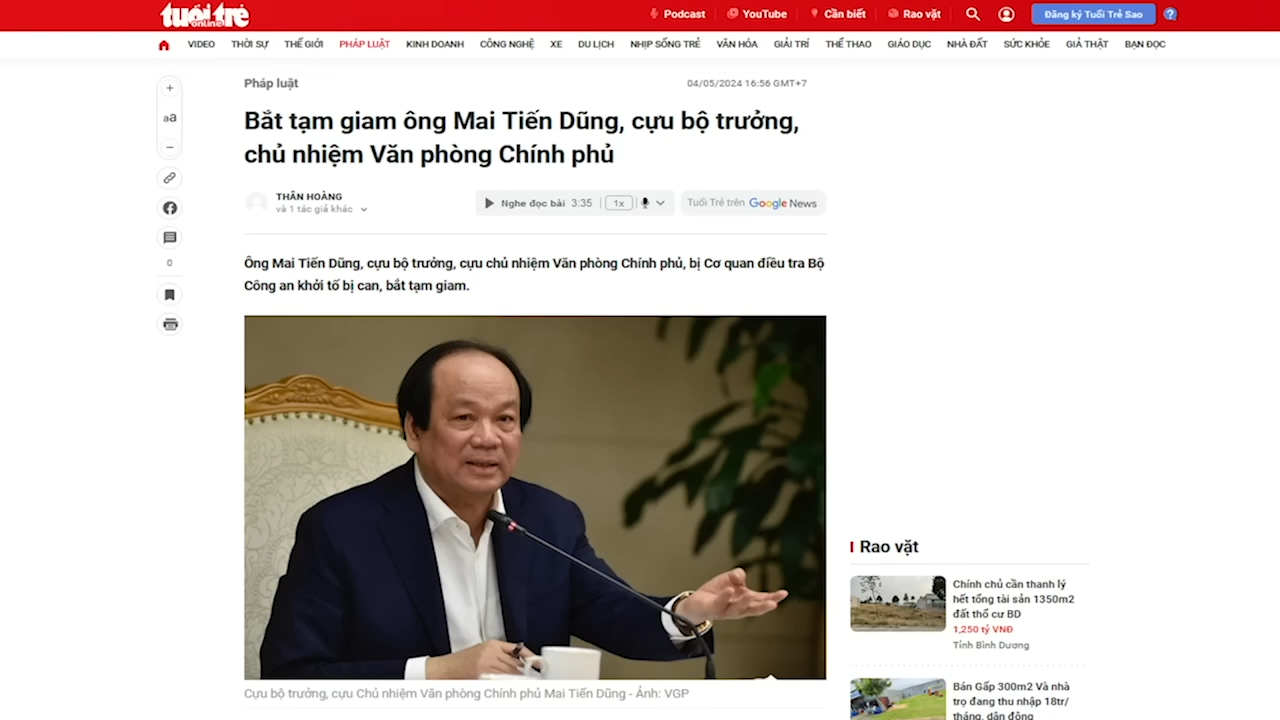 tuổi trẻ
online
Podcast
YouTube
Cần biết
Rao vặt
Đăng ký Tuổi Trẻ Sao
?
VIDEO
THỜI SỰ
THẾ GIỚI
PHÁP LUẬT
KINH DOANH
CÔNG NGHỆ
XE
DU LỊCH
NHỊP SỐNG TRẺ
VĂN HÓA
GIẢI TRÍ
THỂ THAO
GIÁO DỤC
NHÀ ĐẤT
SỨC KHỎE
GIẢ THẬT
BẠN ĐỌC
+
aa
−
0
Pháp luật
04/05/2024 16:56 GMT+7
Bắt tạm giam ông Mai Tiến Dũng, cựu bộ trưởng,
chủ nhiệm Văn phòng Chính phủ
THÂN HOÀNG
và 1 tác giả khác
Nghe đọc bài 3:35 1x
Tuổi Trẻ trên Google News
Ông Mai Tiến Dũng, cựu bộ trưởng, cựu chủ nhiệm Văn phòng Chính phủ, bị Cơ quan điều tra Bộ
Công an khởi tố bị can, bắt tạm giam.
Cựu bộ trưởng, cựu Chủ nhiệm Văn phòng Chính phủ Mai Tiến Dũng - Ảnh: VGP
Rao vặt
Chính chủ cần thanh lý
hết tổng tài sản 1350m2
đất thổ cư BD
1,250 tỷ VNĐ
Tỉnh Bình Dương
Bán Gấp 300m2 Và nhà
trọ đang thu nhập 18tr/
tháng, dân đông